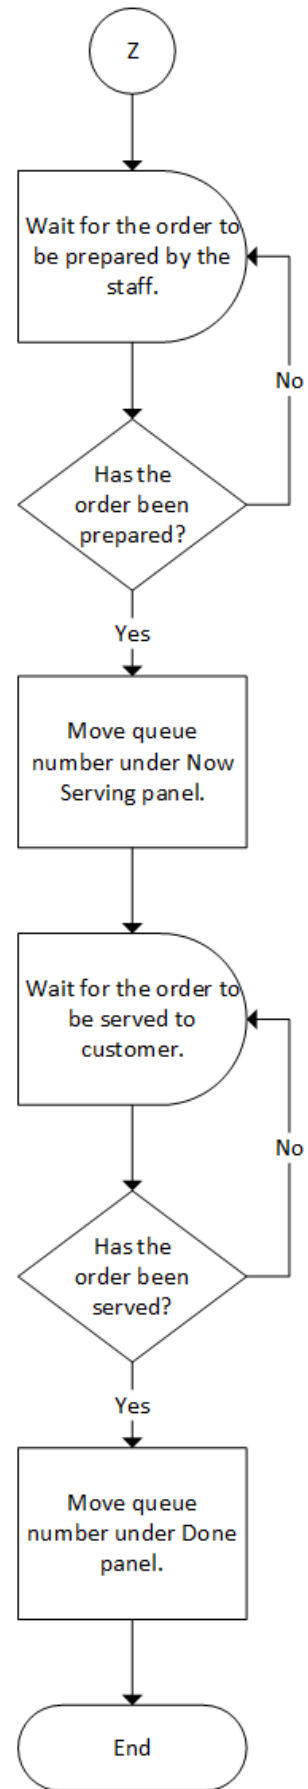 Z
Wait for the order to
be prepared by the
staff.
No
Has the
order been
prepared?
Yes
Move queue
number under Now
Serving panel.
Wait for the order to
be served to
customer.
No
Has the
order been
served?
Yes
Move queue
number under Done
panel.
End